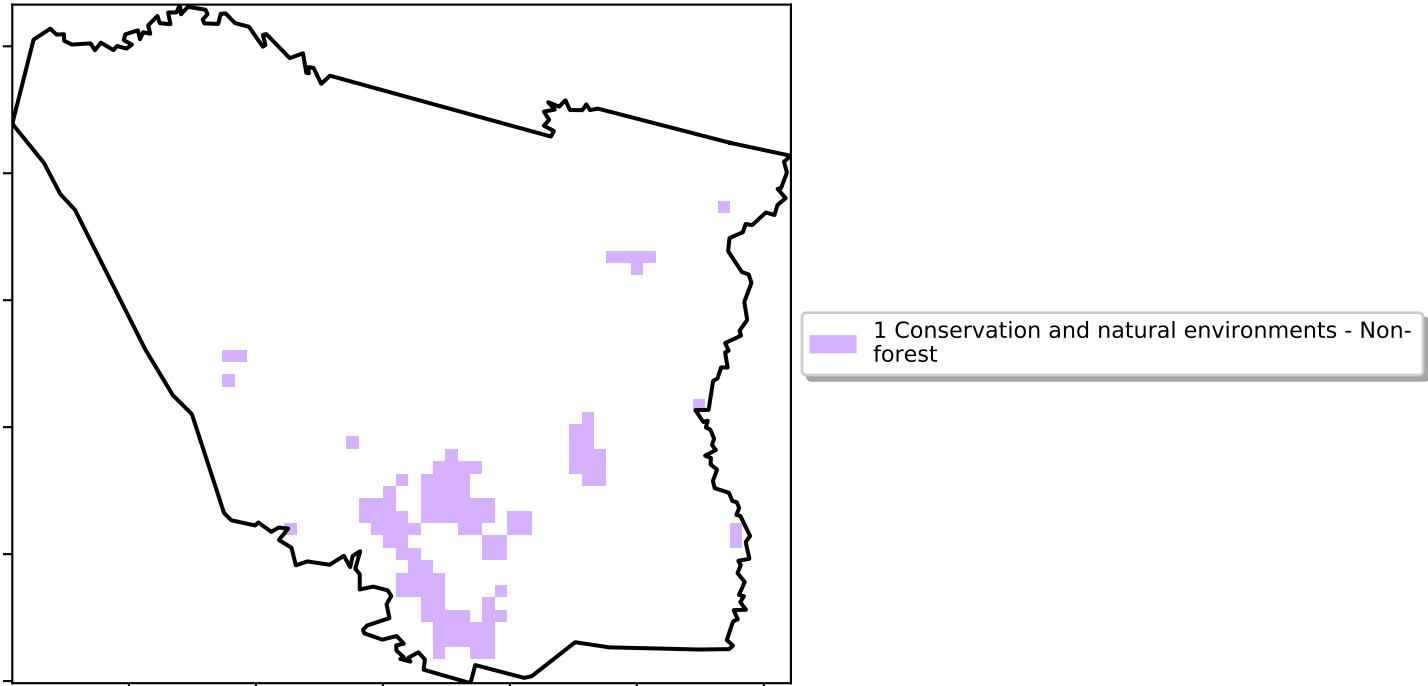 1 Conservation and natural environments - Non-
forest